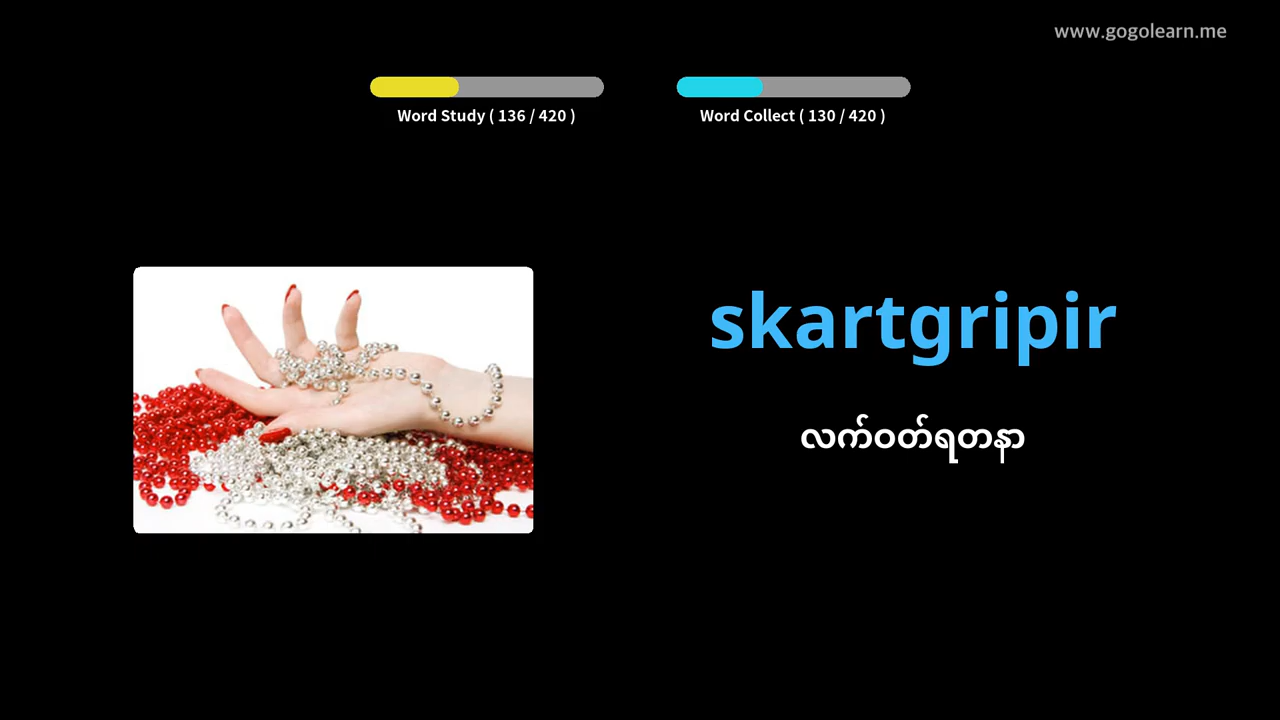 www.gogolearn.me
Word Study ( 136 / 420 )
Word Collect ( 130 / 420 )
skartgripir
လက်ဝတ်ရတနာ